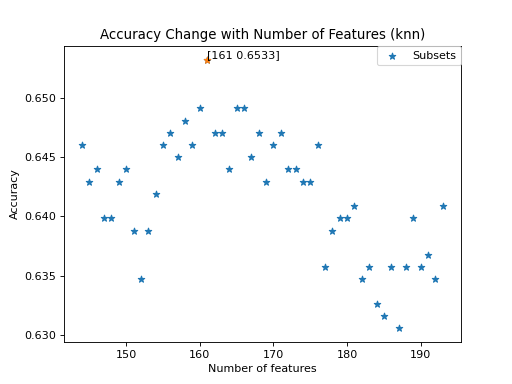 Accuracy Change with Number of Features (knn)
[161 0.6533]
Subsets
0.650
0.645
0.640
0.635
0.630
Accuracy
150 160 170 180 190
Number of features